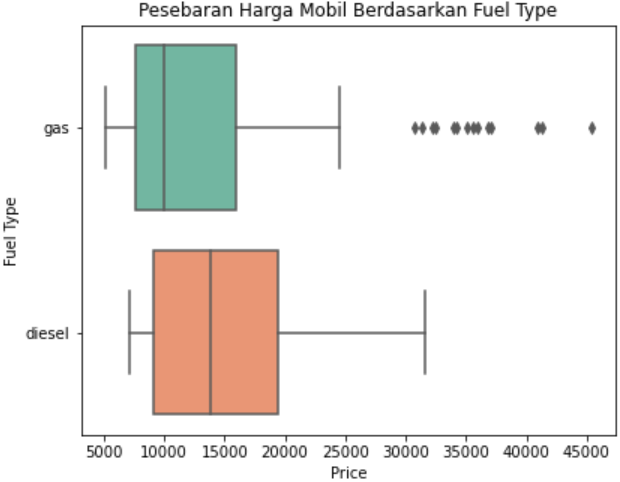 Pesebaran Harga Mobil Berdasarkan Fuel Type
gas
Fuel Type
diesel
5000 10000 15000 20000 25000 30000 35000 40000 45000
Price